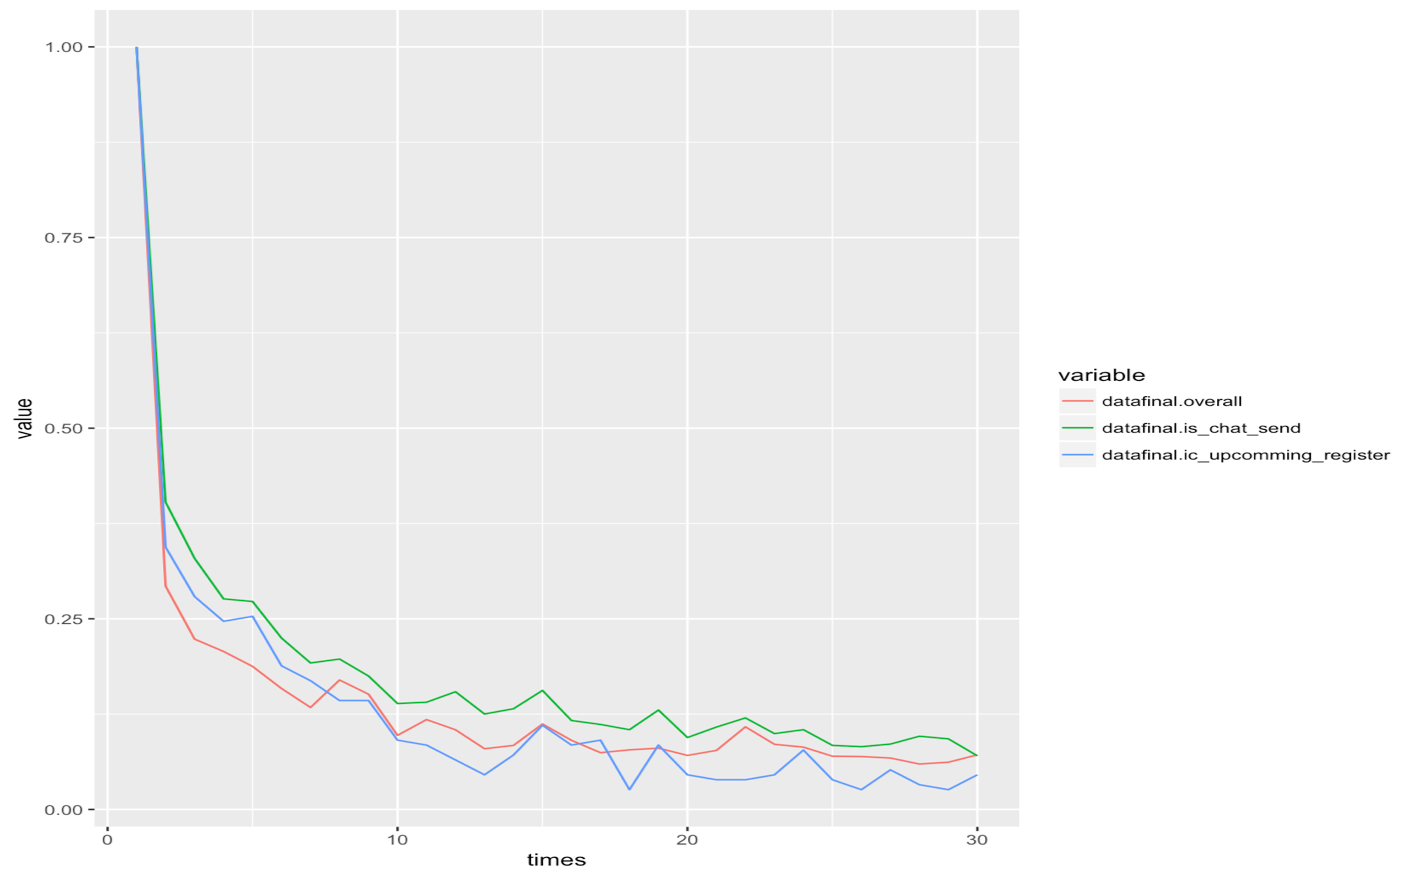 1.00
0.75
0.50
0.25
0.00
value
0
10
20
30
times
variable
datafinal.overall
datafinal.is_chat_send
datafinal.ic_upcomming_register